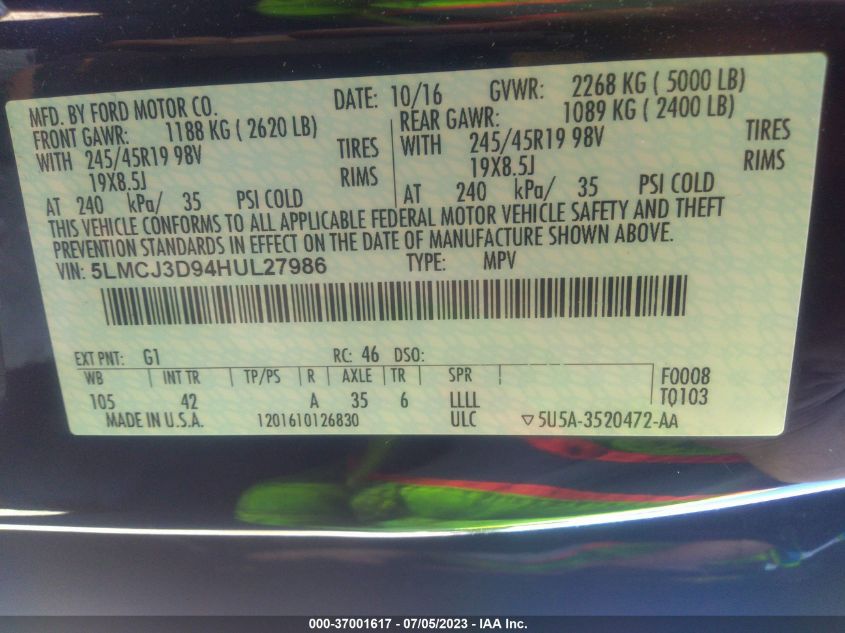 MFD. BY FORD MOTOR CO. DATE: 10/16 GVWR: 2268 KG ( 5000 LB)
FRONT GAWR: 1188 KG ( 2620 LB) REAR GAWR: 1089 KG ( 2400 LB)
WITH 245/45R19 98V TIRES WITH 245/45R19 98V TIRES
19X8.5J RIMS 19X8.5J RIMS
AT 240 kPa/ 35 PSI COLD AT 240 kPa/ 35 PSI COLD
THIS VEHICLE CONFORMS TO ALL APPLICABLE FEDERAL MOTOR VEHICLE SAFETY AND THEFT
PREVENTION STANDARDS IN EFFECT ON THE DATE OF MANUFACTURE SHOWN ABOVE.
VIN: 5LMCJ3D94HUL27986 TYPE: MPV
EXT PNT: G1 RC: 46 DSO:
WB INT TR TP/PS R AXLE TR SPR F0008
105 42 A 35 6 LLLL T0103
MADE IN U.S.A. 1201610126830 ULC ▽5U5A-3520472-AA
000-37001617 / 07/05/2023 - IAA Inc.